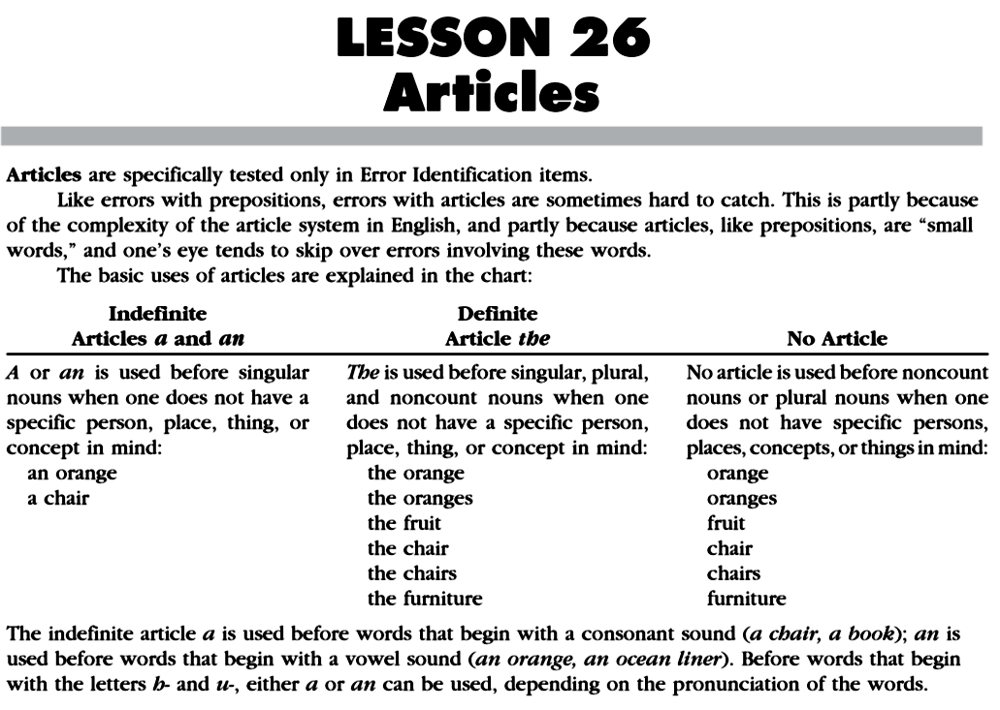 LESSON 26
Articles
Articles are specifically tested only in Error Identification items.
Like errors with prepositions, errors with articles are sometimes hard to catch. This is partly because
of the complexity of the article system in English, and partly because articles, like prepositions, are “small
words,” and one’s eye tends to skip over errors involving these words.
The basic uses of articles are explained in the chart:
Indefinite
Articles a and an
A or an is used before singular
nouns when one does not have a
specific person, place, thing, or
concept in mind:
an orange
a chair
Definite
Article the
The is used before singular, plural,
and noncount nouns when one
does not have a specific person,
place, thing, or concept in mind:
the orange
the oranges
the fruit
the chair
the chairs
the furniture
No Article
No article is used before noncount
nouns or plural nouns when one
does not have specific persons,
places, concepts, or things in mind:
orange
oranges
fruit
chair
chairs
furniture
The indefinite article a is used before words that begin with a consonant sound (a chair, a book); an is
used before words that begin with a vowel sound (an orange, an ocean liner). Before words that begin
with the letters h- and u-, either a or an can be used, depending on the pronunciation of the words.